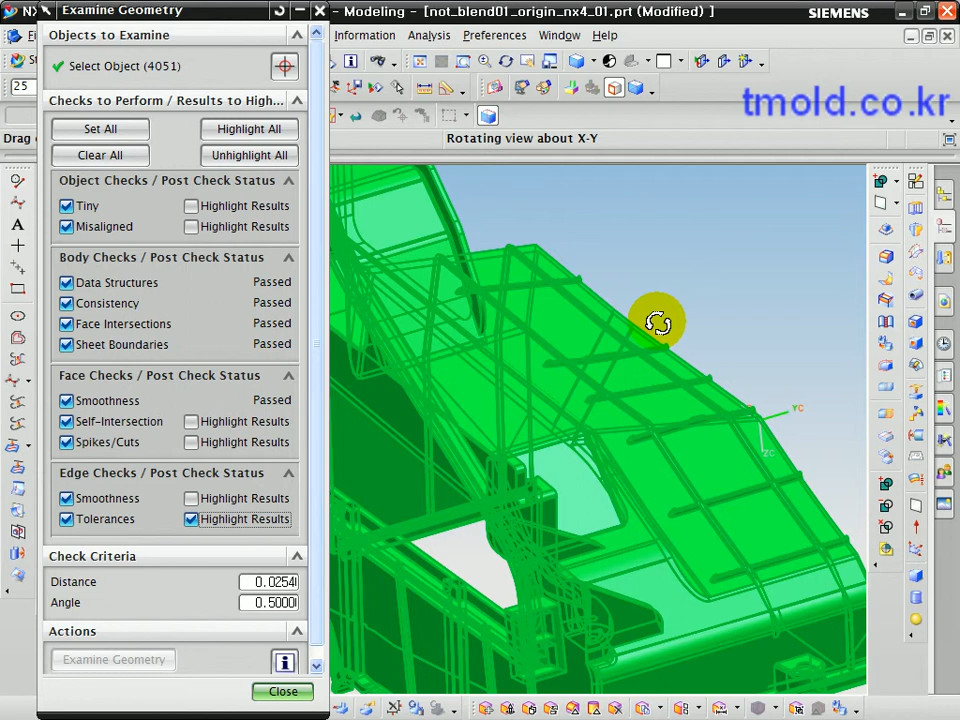 Examine Geometry
- Modeling - [not_blend01_origin_nx4_01.prt (Modified) ]
SIEMENS
Information Analysis Preferences Window Help
Objects to Examine
Select Object (4051)
25
Checks to Perform / Results to High...
tmold.co.kr
Set All
Highlight All
Clear All
Unhighlight All
Drag
Rotating view about X-Y
Object Checks / Post Check Status
Tiny
Highlight Results
Misaligned
Highlight Results
Body Checks / Post Check Status
Data Structures Passed
Consistency Passed
Face Intersections Passed
Sheet Boundaries Passed
Face Checks / Post Check Status
Smoothness Passed
Self-Intersection
Highlight Results
Spikes/Cuts
Highlight Results
Edge Checks / Post Check Status
Smoothness
Highlight Results
Tolerances
Highlight Results
YC
ZC
Check Criteria
Distance 0.0254
Angle 0.5000
Actions
Examine Geometry
Close